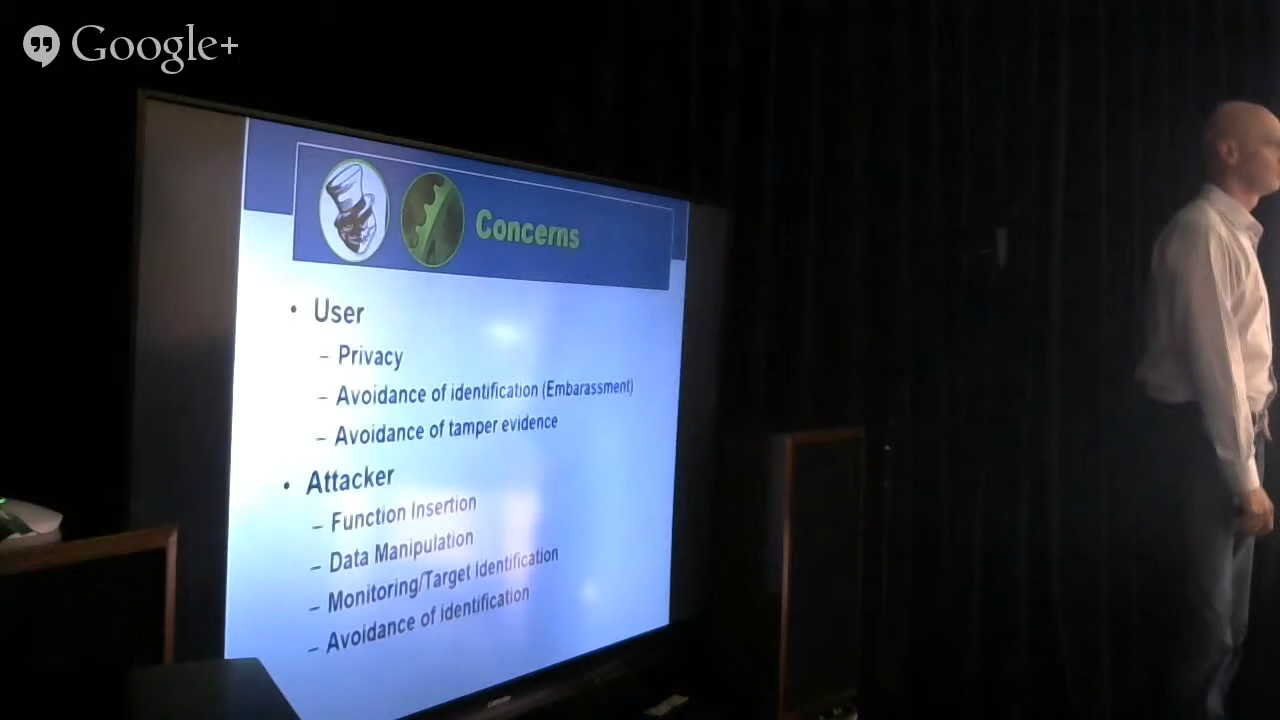 Google+
Concerns
• User
– Privacy
– Avoidance of identification (Embarassment)
– Avoidance of tamper evidence
• Attacker
– Function Insertion
– Data Manipulation
– Monitoring/Target Identification
– Avoidance of identification